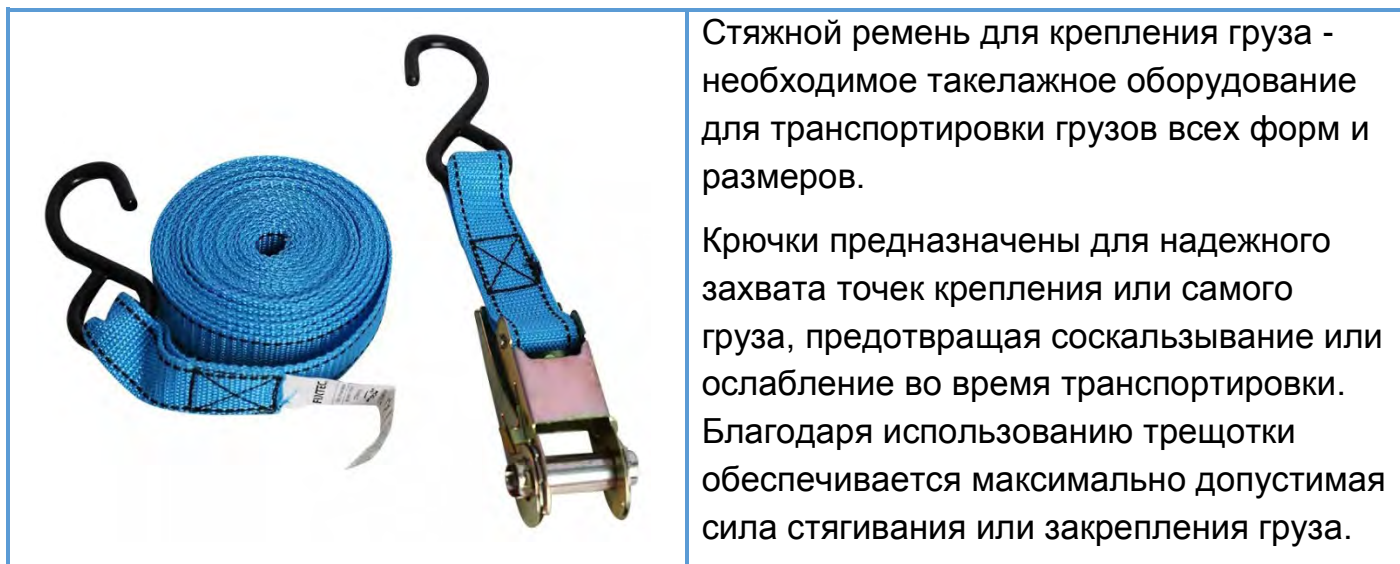 Стяжной ремень для крепления груза -
необходимое такелажное оборудование
для транспортировки грузов всех форм и
размеров.
Крючки предназначены для надежного
захвата точек крепления или самого
груза, предотвращая соскальзывание или
ослабление во время транспортировки.
Благодаря использованию трещотки
обеспечивается максимально допустимая
сила стягивания или закрепления груза.